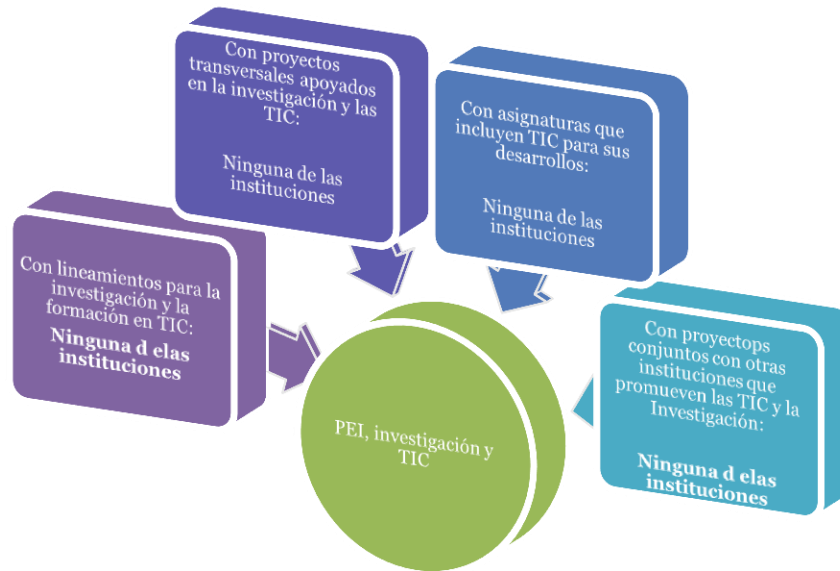 Con proyectos
transversales apoyados
en la investigación y las
TIC:
Ninguna de las
instituciones
Con asignaturas que
incluyen TIC para sus
desarrollos:
Ninguna de las
instituciones
Con lineamientos para la
investigación y la
formación en TIC:
Ninguna d elas
instituciones
Con proyectops
conjuntos con otras
instituciones que
promueven las TIC y la
Investigación:
Ninguna d elas
instituciones
PEI, investigación y
TIC